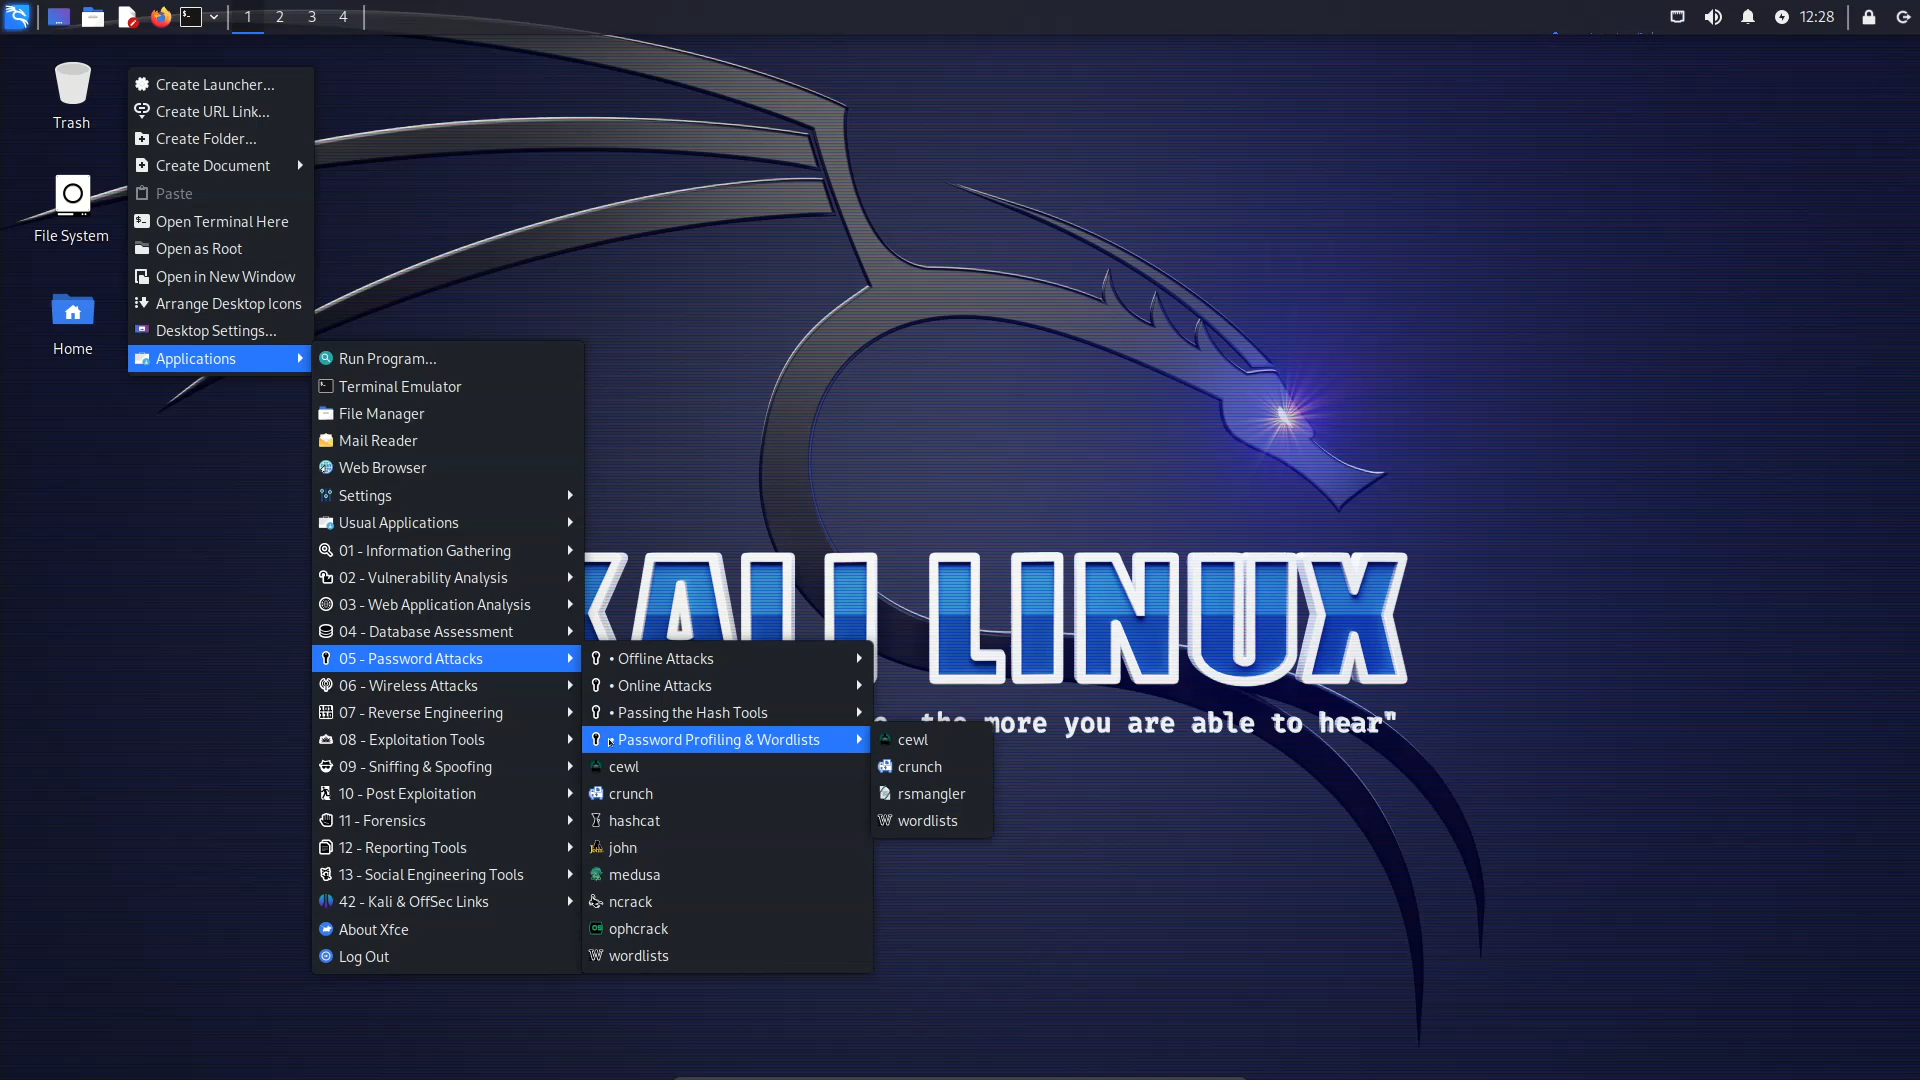 1 2 3 4
12:28
Trash
File System
Home
Create Launcher...
Create URL Link...
Create Folder...
Create Document
Paste
Open Terminal Here
Open as Root
Open in New Window
Arrange Desktop Icons
Desktop Settings...
Applications
Run Program...
Terminal Emulator
File Manager
Mail Reader
Web Browser
Settings
Usual Applications
01 - Information Gathering
02 - Vulnerability Analysis
03 - Web Application Analysis
04 - Database Assessment
05 - Password Attacks
06 - Wireless Attacks
07 - Reverse Engineering
08 - Exploitation Tools
09 - Sniffing & Spoofing
10 - Post Exploitation
11 - Forensics
12 - Reporting Tools
13 - Social Engineering Tools
42 - Kali & OffSec Links
About Xfce
Log Out
• Offline Attacks
• Online Attacks
• Passing the Hash Tools
Password Profiling & Wordlists
cewl
crunch
hashcat
john
medusa
ncrack
ophcrack
wordlists
cewl
crunch
rsmangler
wordlists
KALI LINUX
the more you are able to hear"